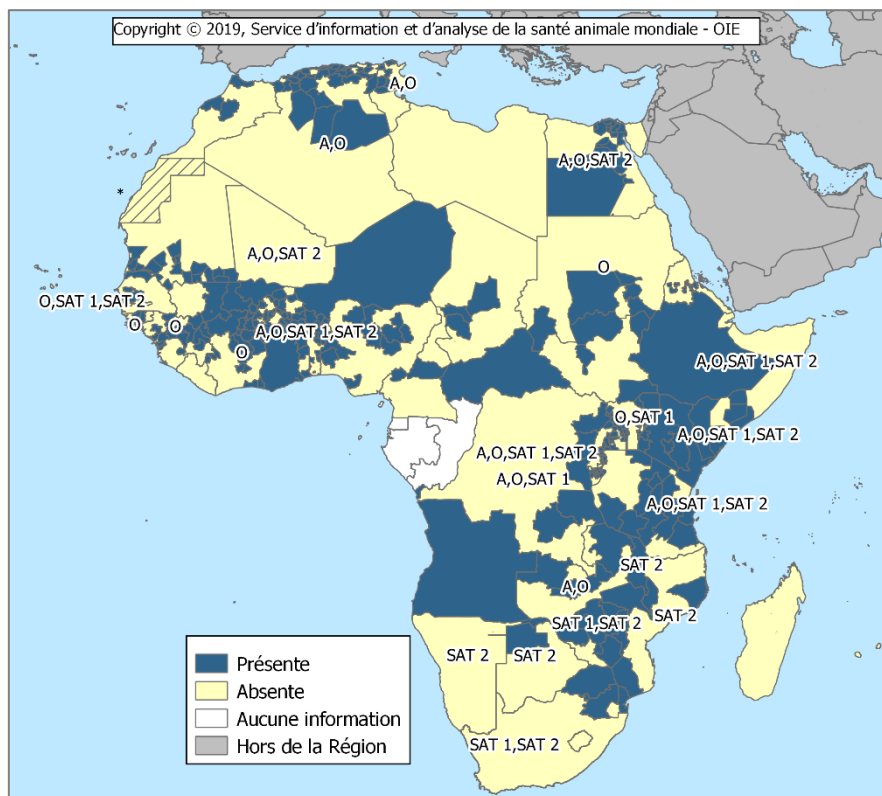 Copyright © 2019, Service d'information et d'analyse de la santé animale mondiale - OIE
A,O
A,O
A,O,SAT 2
*
A,O,SAT 2
O
O,SAT 1,SAT 2
O
O
A,O,SAT 1,SAT 2
O
A,O,SAT 1,SAT 2
O,SAT 1
A,O,SAT 1,SAT 2
A,O,SAT 1,SAT 2
A,O,SAT 1
A,O,SAT 1,SAT 2
SAT 2
A,O
SAT 2
SAT 1,SAT 2
SAT 2
SAT 2
SAT 1,SAT 2
Présente
Absente
Aucune information
Hors de la Région